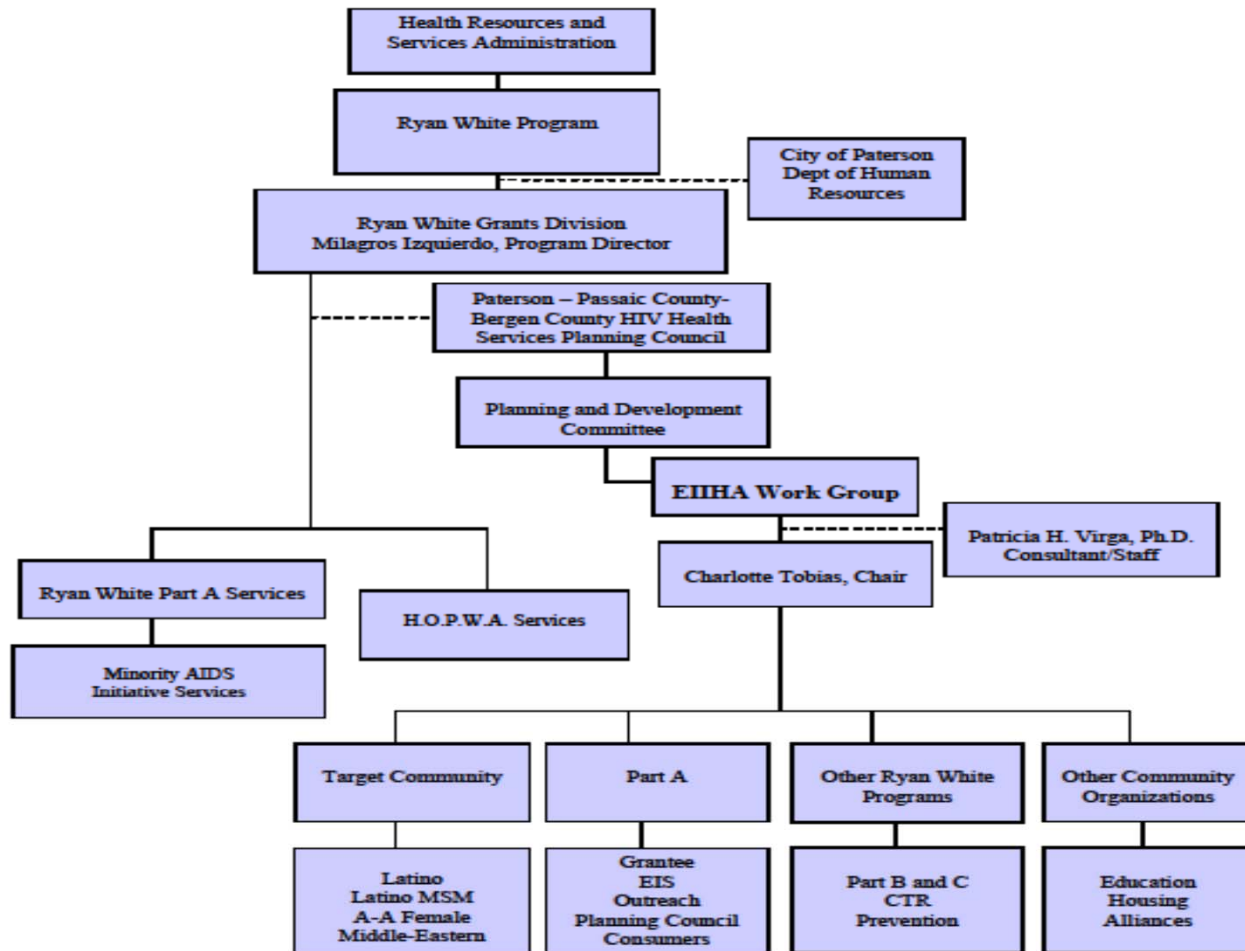 Health Resources and
Services Administration
Ryan White Program
City of Paterson
Dept of Human
Resources
Ryan White Grants Division
Milagros Izquierdo, Program Director
Paterson – Passaic County-
Bergen County HIV Health
Services Planning Council
Planning and Development
Committee
EIIHA Work Group
Patricia H. Virga, Ph.D.
Consultant/Staff
Charlotte Tobias, Chair
Ryan White Part A Services
H.O.P.W.A. Services
Minority AIDS
Initiative Services
Target Community
Part A
Other Ryan White
Programs
Other Community
Organizations
Latino
Latino MSM
A-A Female
Middle-Eastern
Grantee
EIS
Outreach
Planning Council
Consumers
Part B and C
CTR
Prevention
Education
Housing
Alliances